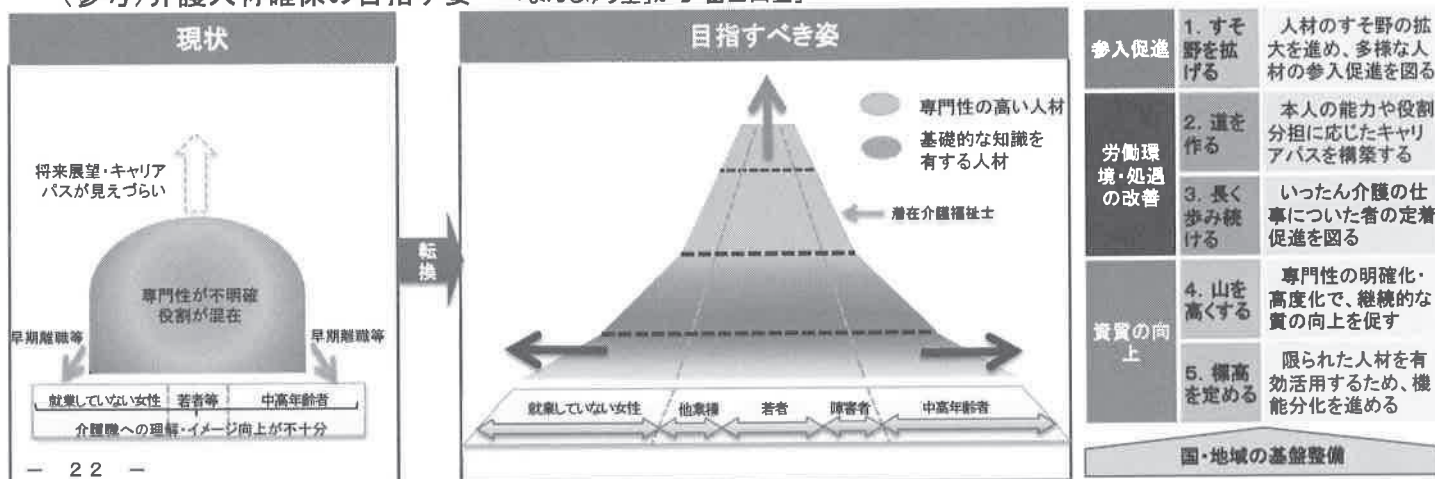 (参考)介護人材確保の目指す姿
現状
将来展望・キャリア
パスが見えづらい
専門性が不明確
役割が混在
早期離職等
早期離職等
就業していない女性
若者等
中高年齢者
介護職への理解・イメージ向上が不十分
- 22 -
転換
目指すべき姿
専門性の高い人材
基礎的な知識を
有する人材
潜在介護福祉士
就業していない女性
他業種
若者
障害者
中高年齢者
参入促進
1. すそ
野を拡
げる
人材のすそ野の拡
大を進め、多様な人
材の参入促進を図る
労働環
境・処遇
の改善
2. 道を
作る
本人の能力や役割
分担に応じたキャリ
アパスを構築する
3. 長く
歩み続
ける
いったん介護の仕
事についた者の定着
促進を図る
資質の向
上
4. 山を
高くする
専門性の明確化・
高度化で、継続的な
質の向上を促す
5. 標高
を定める
限られた人材を有
効活用するため、機
能分化を進める
国・地域の基盤整備